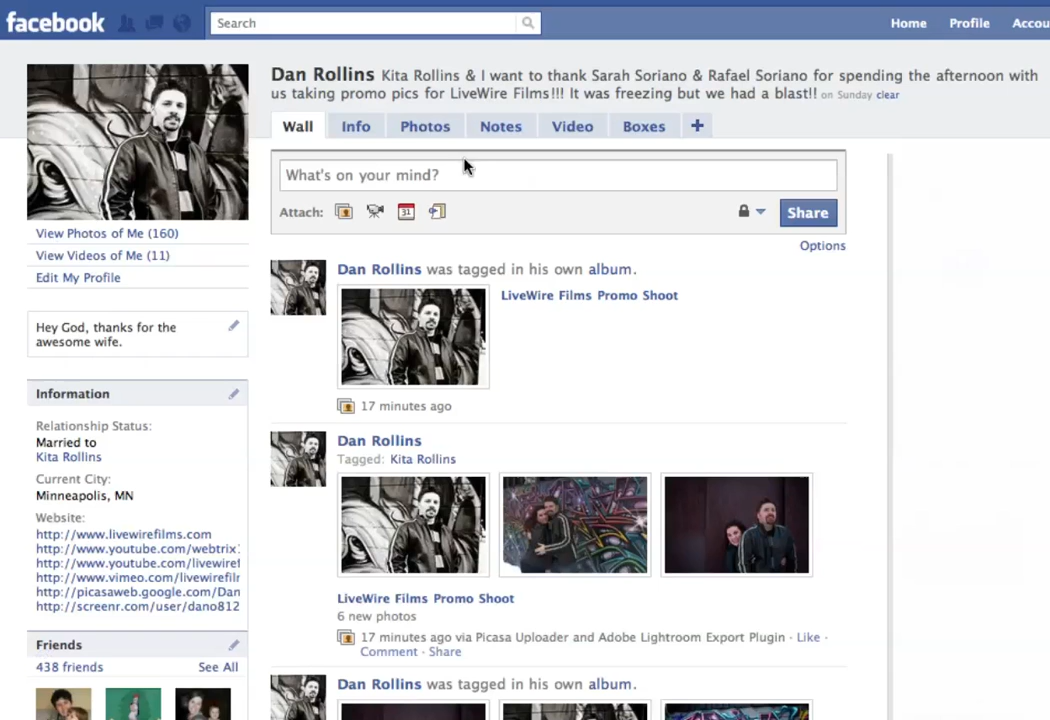 facebook
Search
Home Profile Accou
Dan Rollins Kita Rollins & I want to thank Sarah Soriano & Rafael Soriano for spending the afternoon with
us taking promo pics for LiveWire Films!!! It was freezing but we had a blast!! on Sunday clear
Wall Info Photos Notes Video Boxes +
What's on your mind?
Attach: 31 Share
Options
View Photos of Me (160)
View Videos of Me (11)
Edit My Profile
Hey God, thanks for the
awesome wife.
Information
Relationship Status:
Married to
Kita Rollins
Current City:
Minneapolis, MN
Website:
http://www.livewirefilms.com
http://www.youtube.com/webtrix
http://www.youtube.com/livewiref
http://www.vimeo.com/livewirefilr
http://picasaweb.google.com/Dan
http://screenr.com/user/dano812
Friends
438 friends See All
Dan Rollins was tagged in his own album.
LiveWire Films Promo Shoot
17 minutes ago
Dan Rollins
Tagged: Kita Rollins
LiveWire Films Promo Shoot
6 new photos
17 minutes ago via Picasa Uploader and Adobe Lightroom Export Plugin · Like ·
Comment · Share
Dan Rollins was tagged in his own album.